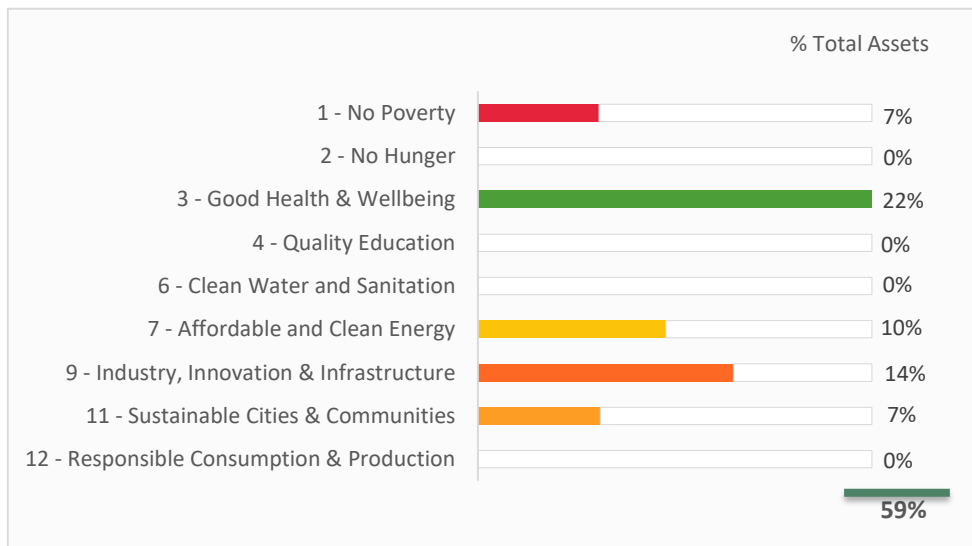 % Total Assets
1 - No Poverty 7%
2 - No Hunger 0%
3 - Good Health & Wellbeing 22%
4 - Quality Education 0%
6 - Clean Water and Sanitation 0%
7 - Affordable and Clean Energy 10%
9 - Industry, Innovation & Infrastructure 14%
11 - Sustainable Cities & Communities 7%
12 - Responsible Consumption & Production 0%
59%